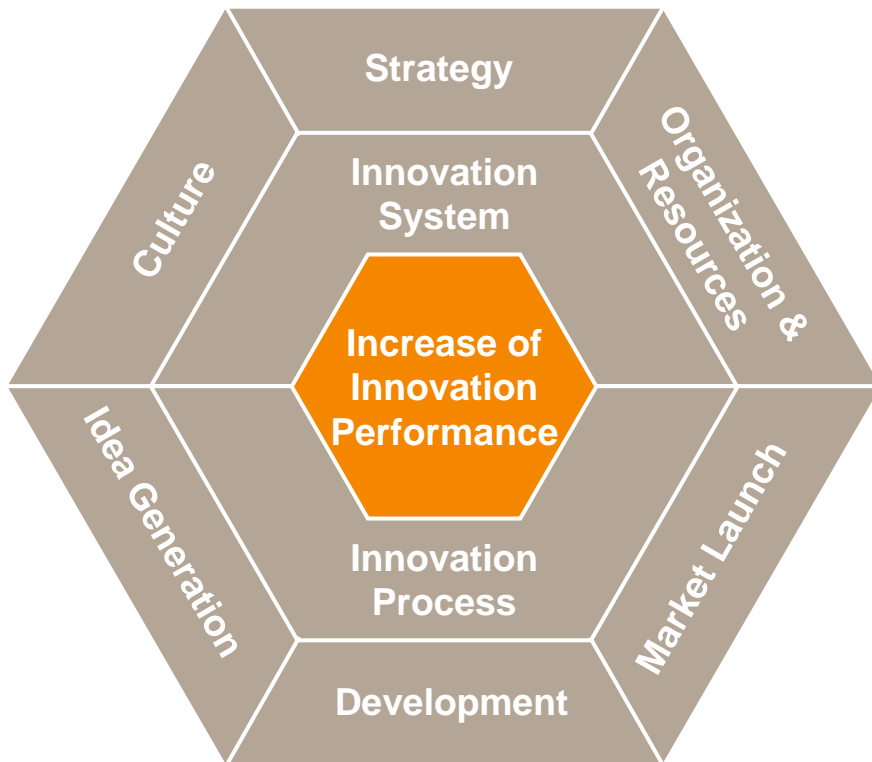 Strategy
Culture
Organization &
Resources
Innovation
System
Increase of
Innovation
Performance
Idea Generation
Innovation
Process
Market Launch
Development